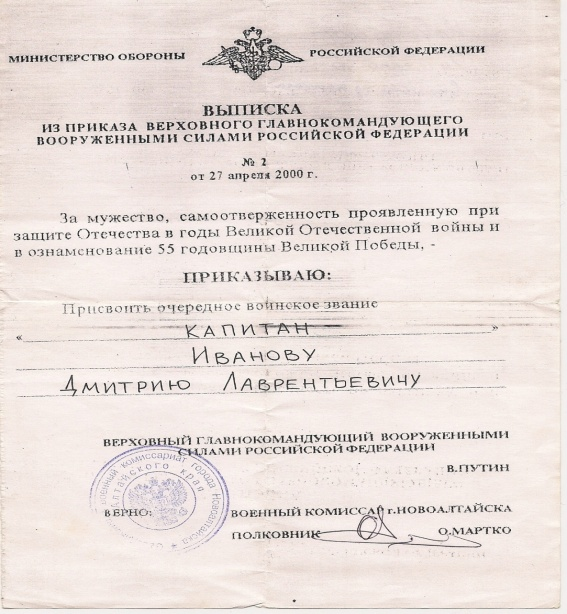 МИНИСТЕРСТВО ОБОРОНЫ РОССИЙСКОЙ ФЕДЕРАЦИИ
ВЫПИСКА
ИЗ ПРИКАЗА ВЕРХОВНОГО ГЛАВНОКОМАНДУЮЩЕГО
ВООРУЖЕННЫМИ СИЛАМИ РОССИЙСКОЙ ФЕДЕРАЦИИ
№ 2
от 27 апреля 2000 г.
За мужество, самоотверженность проявленную при
защите Отечества в годы Великой Отечественной войны и
в ознаменование 55 годовщины Великой Победы, -
ПРИКАЗЫВАЮ:
Присвоить очередное воинское звание
« КАПИТАН »
ИВАНОВУ
ДМИТРИЮ ЛАВРЕНТЬЕВИЧУ
ВЕРХОВНЫЙ ГЛАВНОКОМАНДУЮЩИЙ ВООРУЖЕННЫМИ
СИЛАМИ РОССИЙСКОЙ ФЕДЕРАЦИИ
В.ПУТИН
военный комиссариат города Новоалтайска
Алтайского края
ВЕРНО: ВОЕННЫЙ КОМИССАР г.НОВОАЛТАЙСКА
ПОЛКОВНИК О.МАРТКО